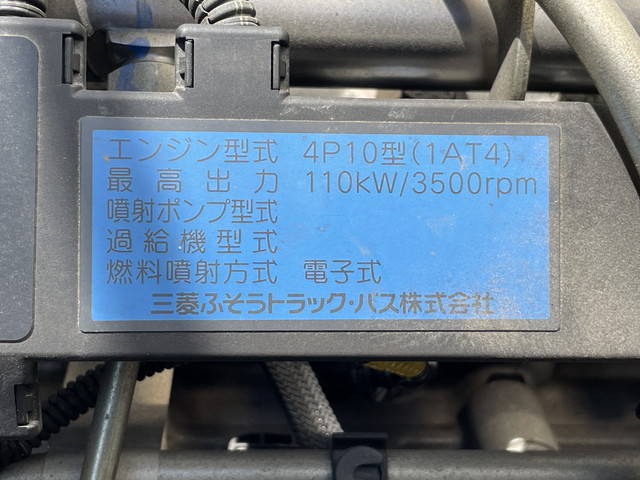 エンジン型式 4P10型(1AT4)
最高出力 110kW/3500rpm
噴射ポンプ型式
過給機型式
燃料噴射方式 電子式
三菱ふそうトラック・バス株式会社